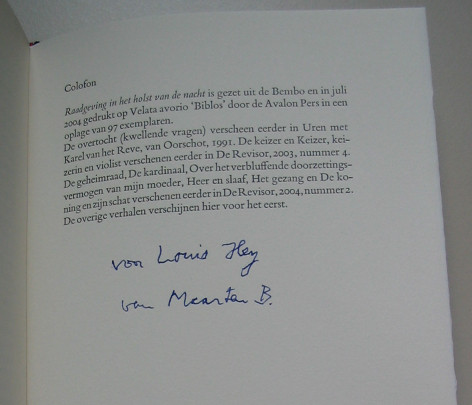 Colofon
Raadgeving in het holst van de nacht is gezet uit de Bembo en in juli
2004 gedrukt op Velata avorio 'Biblos' door de Avalon Pers in een
oplage van 97 exemplaren.
De overtocht (kwellende vragen) verscheen eerder in Uren met
Karel van het Reve, van Oorschot, 1991. De keizer en Keizer, kei-
zerin en violist verschenen eerder in De Revisor, 2003, nummer 4.
De geheimraad, De kardinaal, Over het verbluffende doorzettings-
vermogen van mijn moeder, Heer en slaaf, Het gezang en De ko-
ning en zijn schat verschenen eerder in De Revisor, 2004, nummer 2.
De overige verhalen verschijnen hier voor het eerst.
voor Louis Hey
van Maarten B.